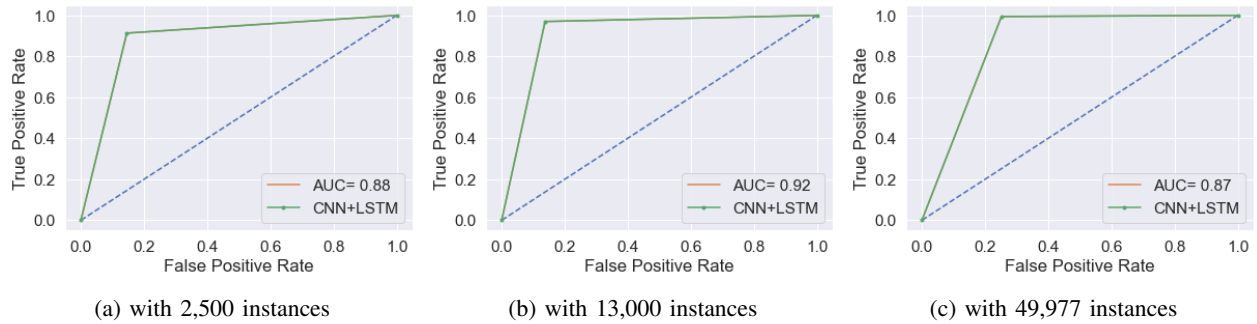 True Positive Rate
1.0
0.8
0.6
0.4
0.2
0.0
AUC= 0.88
CNN+LSTM
0.0 0.2 0.4 0.6 0.8 1.0
False Positive Rate
(a) with 2,500 instances
True Positive Rate
1.0
0.8
0.6
0.4
0.2
0.0
AUC= 0.92
CNN+LSTM
0.0 0.2 0.4 0.6 0.8 1.0
False Positive Rate
(b) with 13,000 instances
True Positive Rate
1.0
0.8
0.6
0.4
0.2
0.0
AUC= 0.87
CNN+LSTM
0.0 0.2 0.4 0.6 0.8 1.0
False Positive Rate
(c) with 49,977 instances